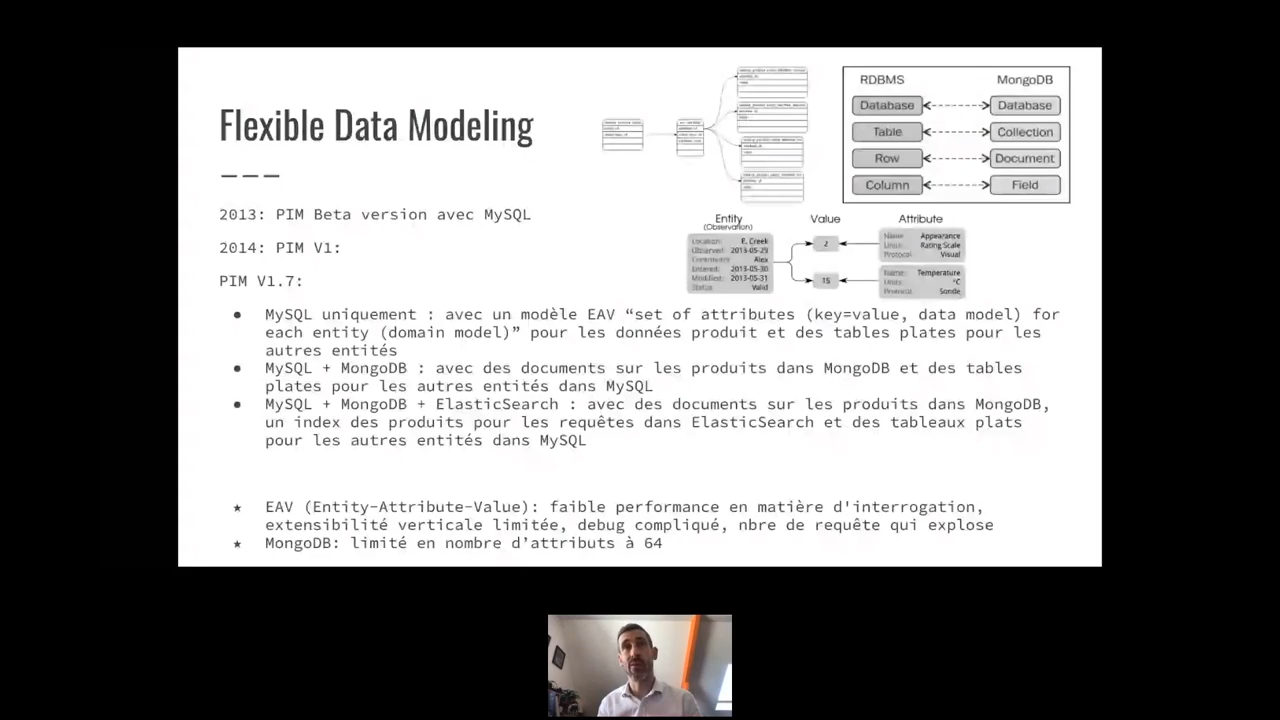 Flexible Data Modeling
RDBMS MongoDB
Database Database
Table Collection
Row Document
Column Field
2013: PIM Beta version avec MySQL
2014: PIM V1:
PIM V1.7:
Entity
(Observation)
Value
Attribute
Location: R. Creek
Observed: 2013-05-29
Alex
Entered: 2013-05-30
Modified: 2013-05-31
Status: Valid
2
15
Name: Appearance
Units: Rating Scale
Protocol: Visual
Name: Temperature
Units: °C
Protocol: Sonde
● MySQL uniquement : avec un modèle EAV “set of attributes (key=value, data model) for
each entity (domain model)” pour les données produit et des tables plates pour les
autres entités
● MySQL + MongoDB : avec des documents sur les produits dans MongoDB et des tables
plates pour les autres entités dans MySQL
● MySQL + MongoDB + ElasticSearch : avec des documents sur les produits dans MongoDB,
un index des produits pour les requêtes dans ElasticSearch et des tableaux plats
pour les autres entités dans MySQL
★ EAV (Entity-Attribute-Value): faible performance en matière d'interrogation,
extensibilité verticale limitée, debug compliqué, nbre de requête qui explose
★ MongoDB: limité en nombre d’attributs à 64